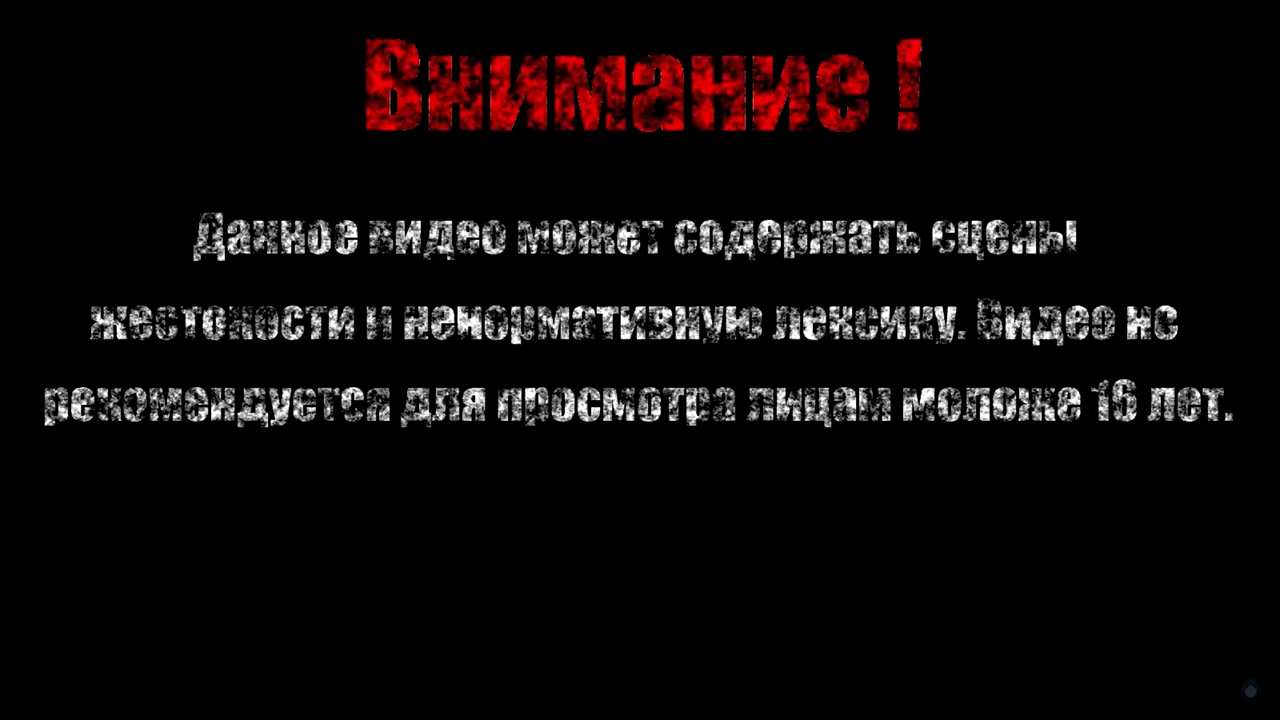 Внимание !
Данное видео может содержать сцены
жестокости и ненормативную лексику. Видео не
рекомендуется для просмотра лицам моложе 16 лет.